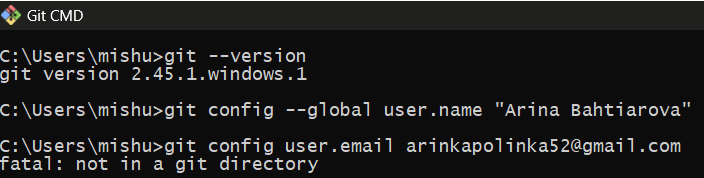 Git CMD
C:\Users\mishu>git --version
git version 2.45.1.windows.1
C:\Users\mishu>git config --global user.name "Arina Bahtiarova"
C:\Users\mishu>git config user.email arinkapolinka52@gmail.com
fatal: not in a git directory